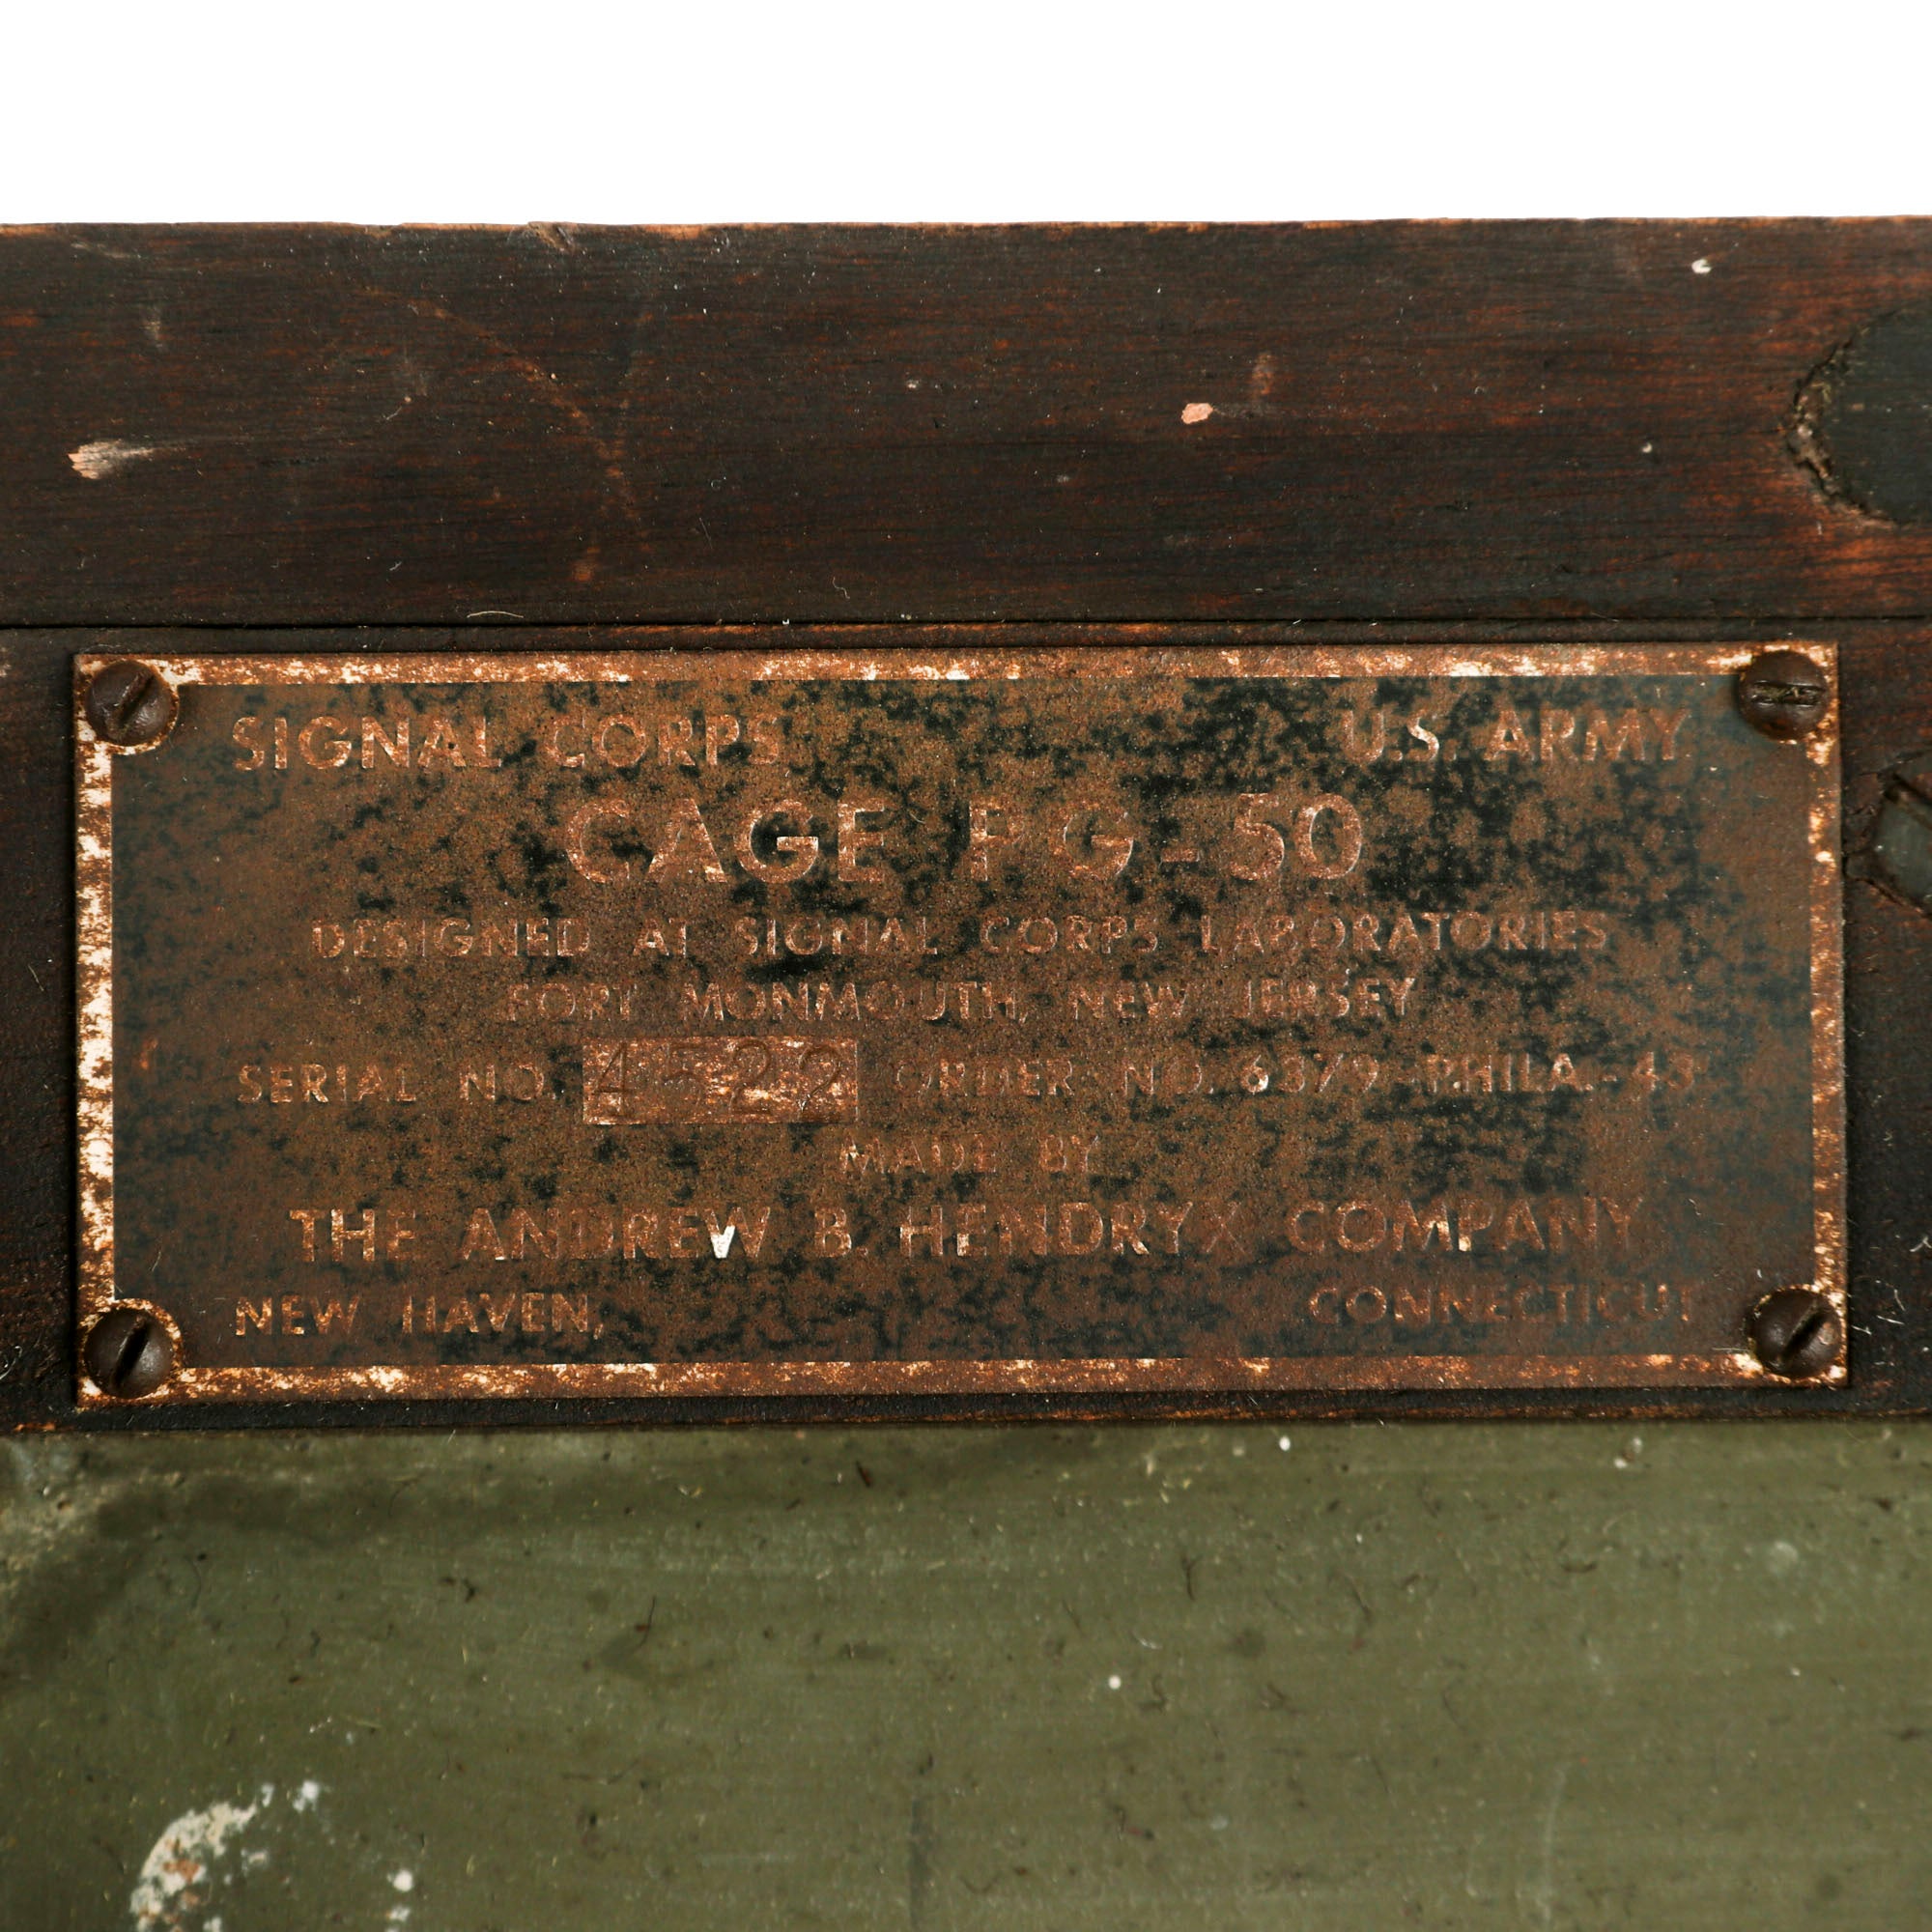 SIGNAL CORPS U.S. ARMY
CAGE PG-50
DESIGNED AT SIGNAL CORPS LABORATORIES
FORT MONMOUTH, NEW JERSEY
SERIAL NO. 4522 ORDER NO. 6379-PHILA.-43
MADE BY
THE ANDREW B. HENDRYX COMPANY
NEW HAVEN, CONNECTICUT